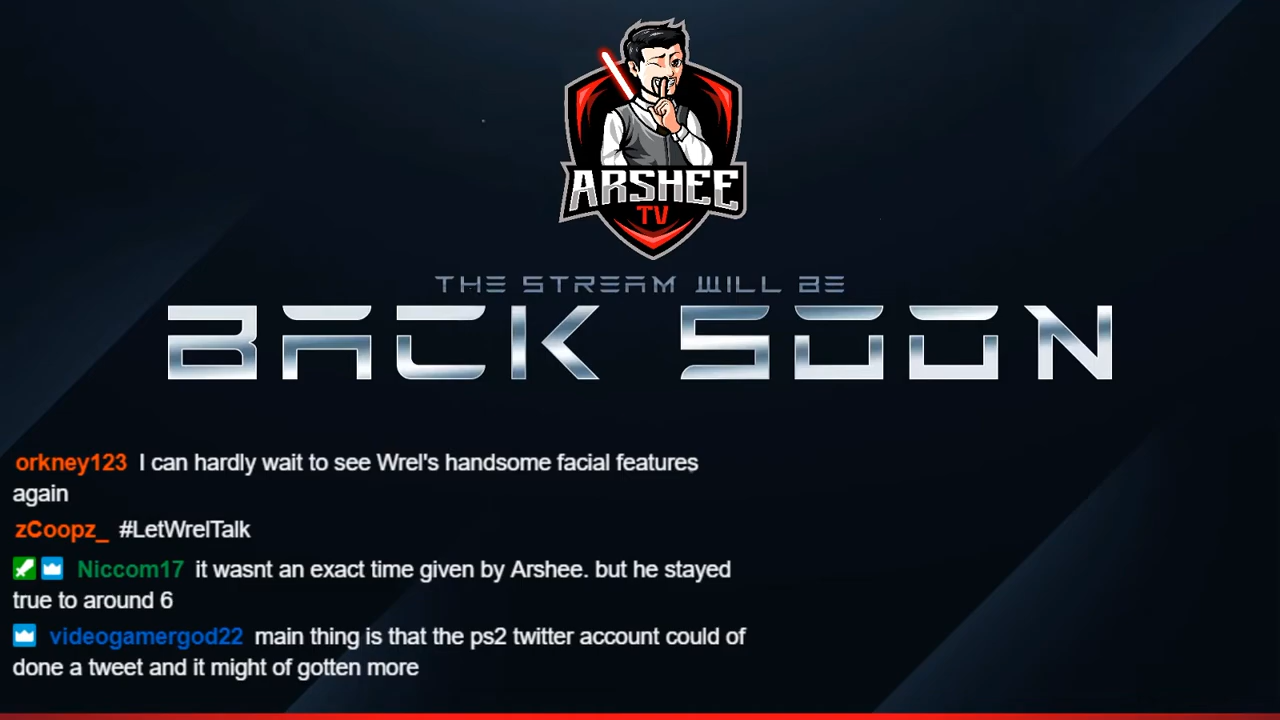 ARSHEE
TV
THE STREAM WILL BE
BACK SOON
orkney123 I can hardly wait to see Wrel's handsome facial features
again
zCoopz_ #LetWrelTalk
Niccom17 it wasnt an exact time given by Arshee. but he stayed
true to around 6
videogamergod22 main thing is that the ps2 twitter account could of
done a tweet and it might of gotten more